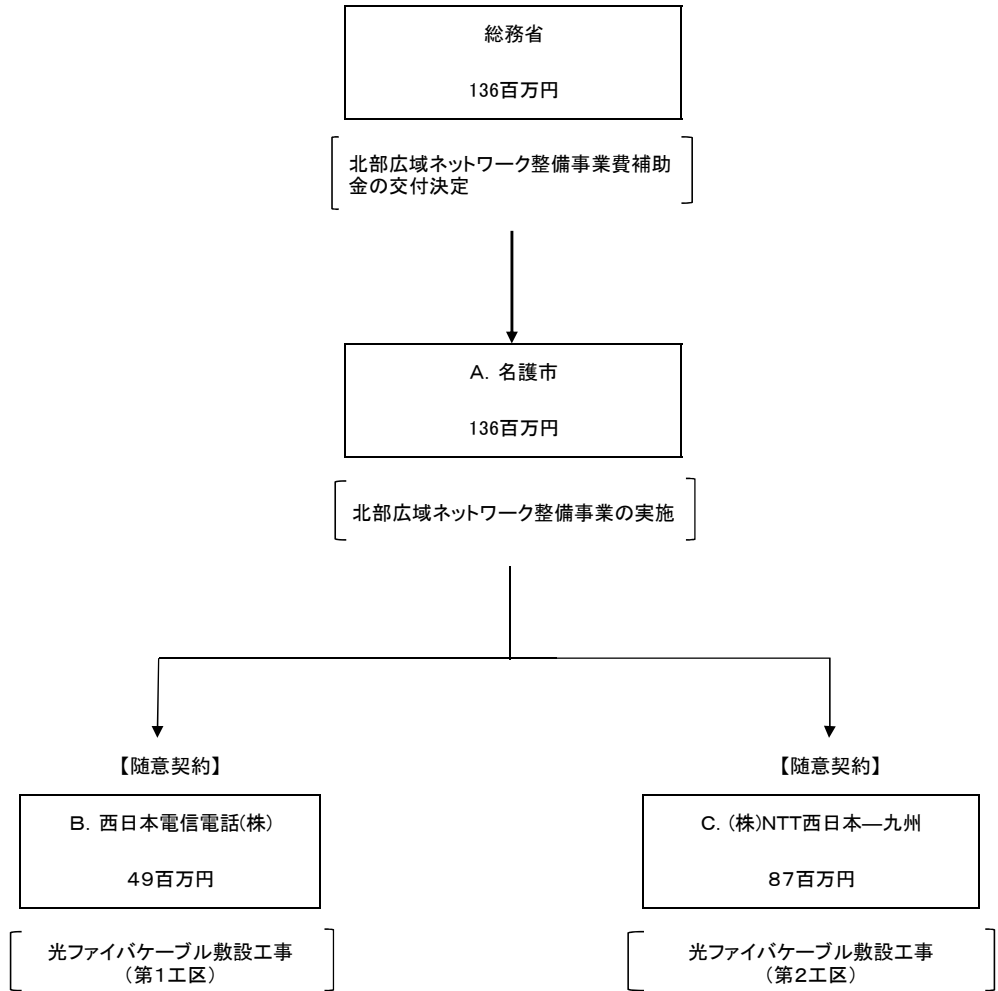 総務省
136百万円
北部広域ネットワーク整備事業費補助
金の交付決定
A．名護市
136百万円
北部広域ネットワーク整備事業の実施
【随意契約】
【随意契約】
B．西日本電信電話(株)
C．(株)NTT西日本―九州
49百万円
87百万円
光ファイバケーブル敷設工事
（第１工区）
光ファイバケーブル敷設工事
（第２工区）